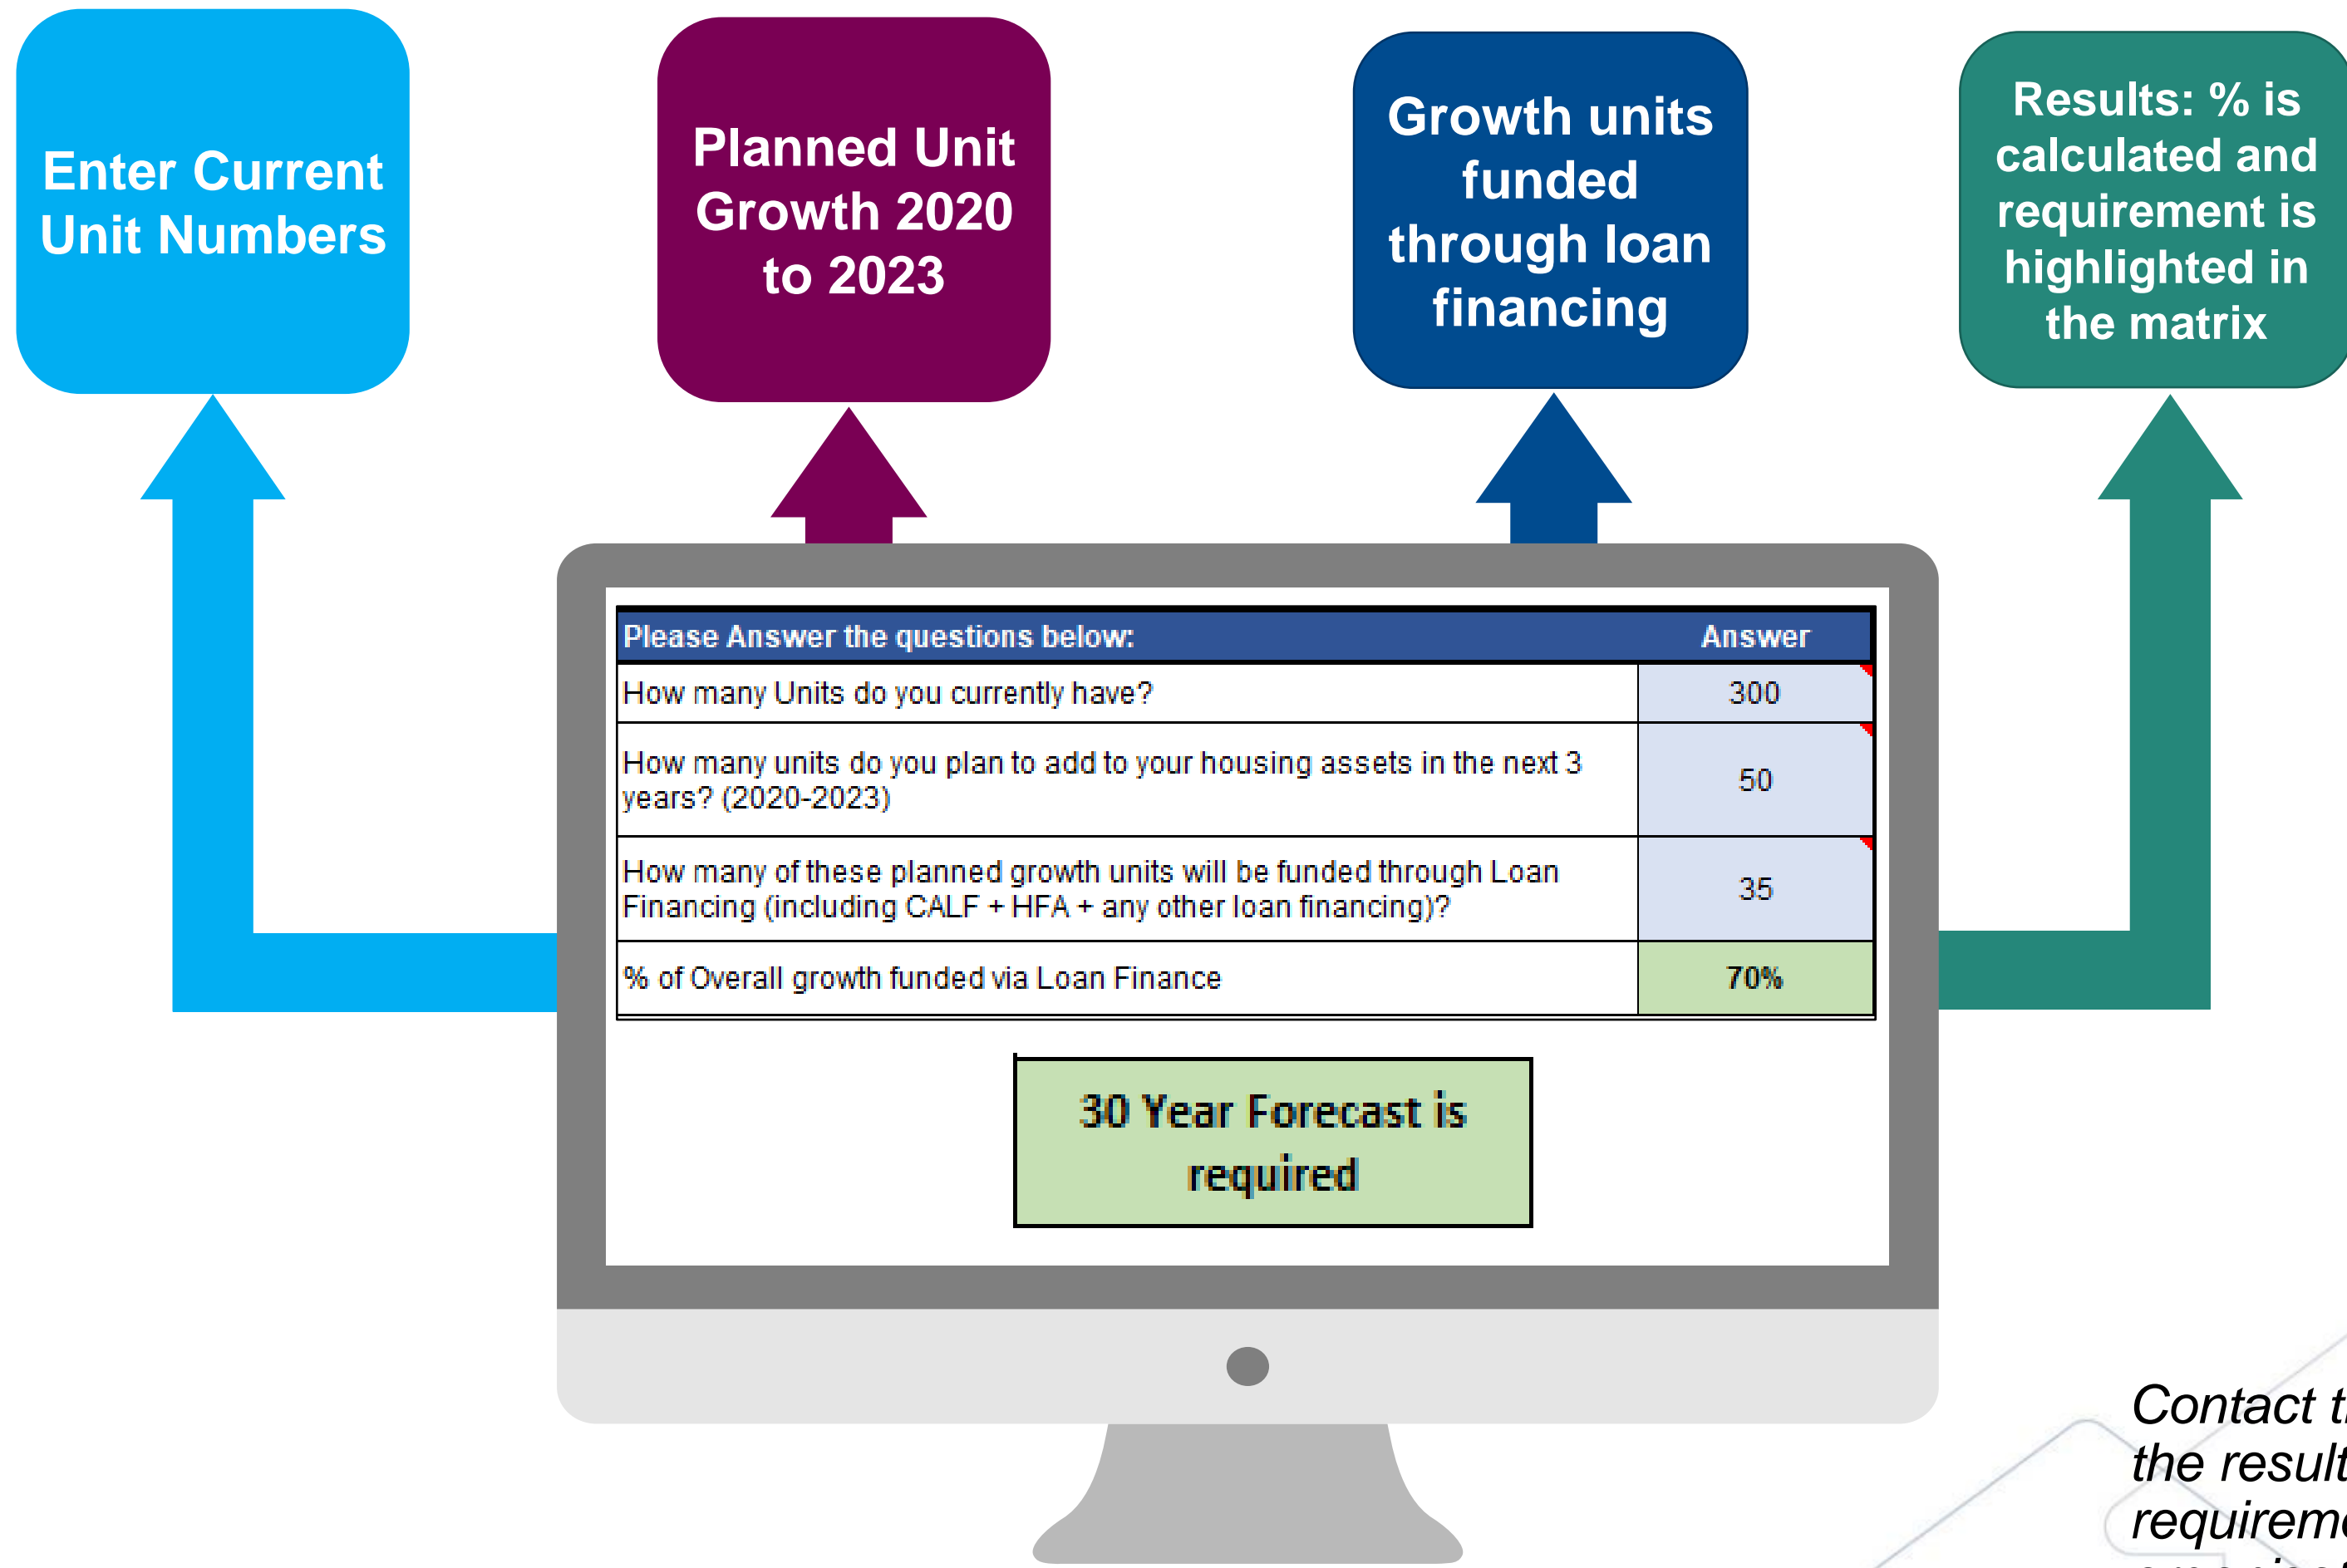 Enter Current
Unit Numbers
Planned Unit
Growth 2020
to 2023
Growth units
funded
through loan
financing
Results: % is
calculated and
requirement is
highlighted in
the matrix
Please Answer the questions below: Answer
How many Units do you currently have? 300
How many units do you plan to add to your housing assets in the next 3
years? (2020-2023) 50
How many of these planned growth units will be funded through Loan
Financing (including CALF + HFA + any other loan financing)? 35
% of Overall growth funded via Loan Finance 70%
30 Year Forecast is
required
Contact
the